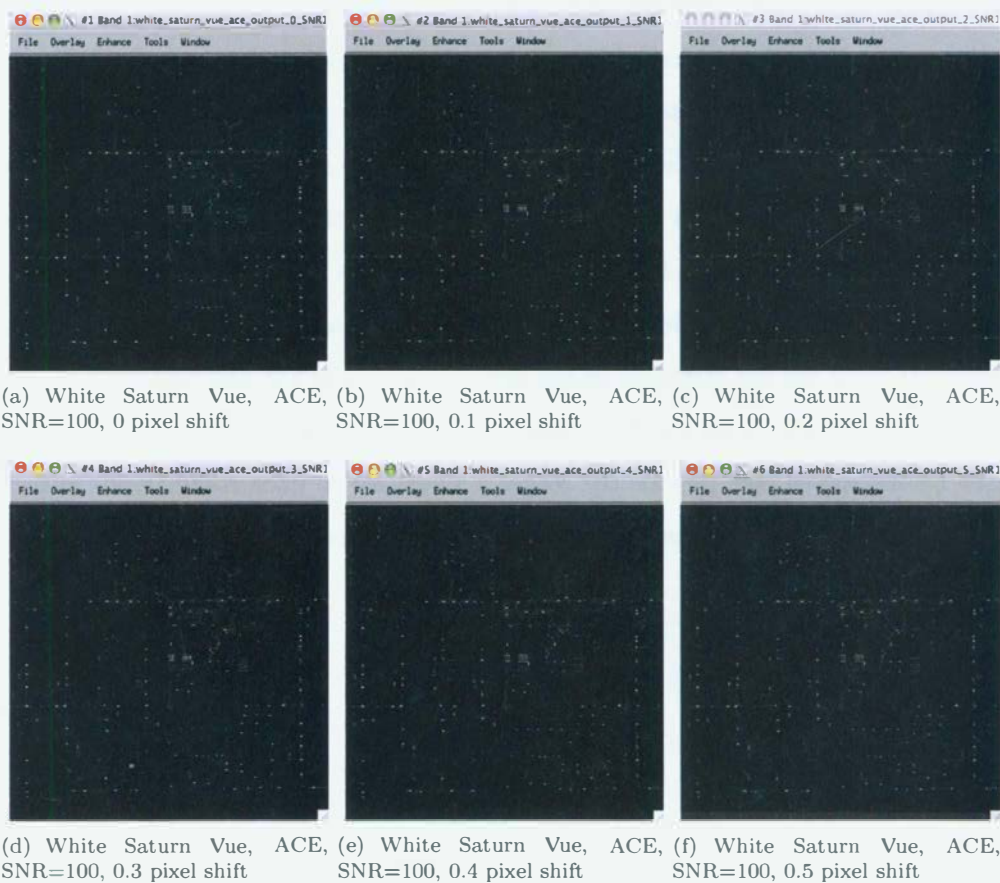 #1 Band 1:white_saturn_vue_ace_output_0_SNR1
File Overlay Enhance Tools Window
#2 Band 1:white_saturn_vue_ace_output_1_SNR1
File Overlay Enhance Tools Window
#3 Band 1:white_saturn_vue_ace_output_2_SNR1
File Overlay Enhance Tools Window
(a) White Saturn Vue, ACE,
SNR=100, 0 pixel shift
(b) White Saturn Vue, ACE,
SNR=100, 0.1 pixel shift
(c) White Saturn Vue, ACE,
SNR=100, 0.2 pixel shift
#4 Band 1:white_saturn_vue_ace_output_3_SNR1
File Overlay Enhance Tools Window
#5 Band 1:white_saturn_vue_ace_output_4_SNR1
File Overlay Enhance Tools Window
#6 Band 1:white_saturn_vue_ace_output_5_SNR1
File Overlay Enhance Tools Window
(d) White Saturn Vue, ACE,
SNR=100, 0.3 pixel shift
(e) White Saturn Vue, ACE,
SNR=100, 0.4 pixel shift
(f) White Saturn Vue, ACE,
SNR=100, 0.5 pixel shift